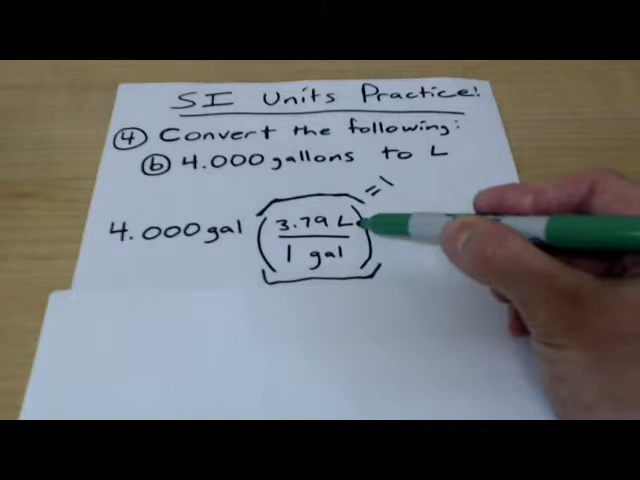 SI Units Practice!
④ Convert the following:
ⓑ 4.000 gallons to L
= 1
4.000 gal (3.79 L / 1 gal)